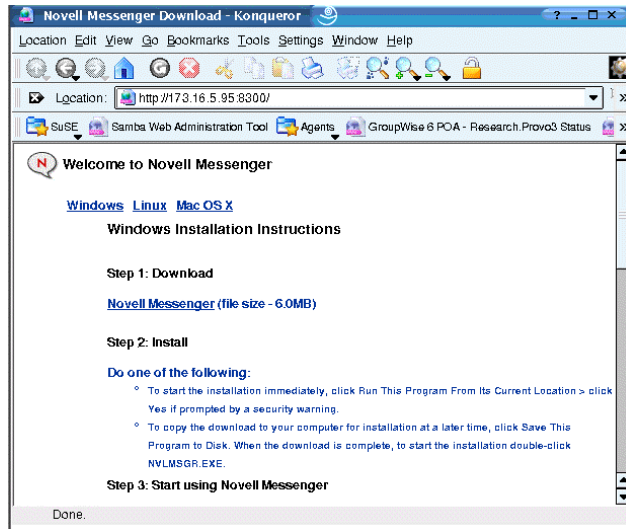 Novell Messenger Download - Konqueror
Location Edit View Go Bookmarks Tools Settings Window Help
Location: http://173.16.5.95:8300/
SuSE Samba Web Administration Tool Agents GroupWise 6 POA - Research.Provo3 Status
N Welcome to Novell Messenger
Windows Linux Mac OS X
Windows Installation Instructions
Step 1: Download
Novell Messenger (file size - 6.0MB)
Step 2: Install
Do one of the following:
° To start the installation immediately, click Run This Program From Its Current Location > click
Yes if prompted by a security warning.
° To copy the download to your computer for installation at a later time, click Save This
Program to Disk. When the download is complete, to start the installation double-click
NVLMSGR.EXE.
Step 3: Start using Novell Messenger
Done.